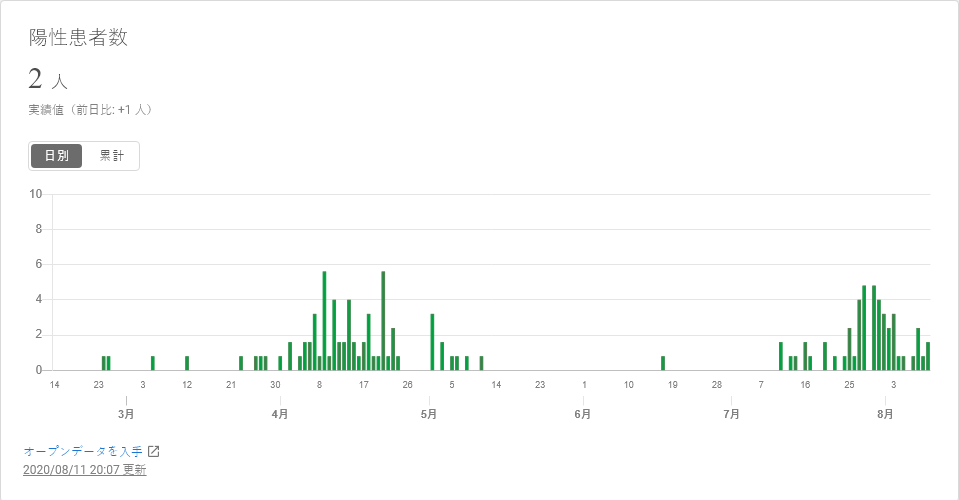 陽性患者数
2 人
実績値（前日比: +1 人）
日別 累計
10
8
6
4
2
0
14 23 3 12 21 30 8 17 26 5 14 23 1 10 19 28 7 16 25 3
3月 4月 5月 6月 7月 8月
オープンデータを入手
2020/08/11 20:07 更新